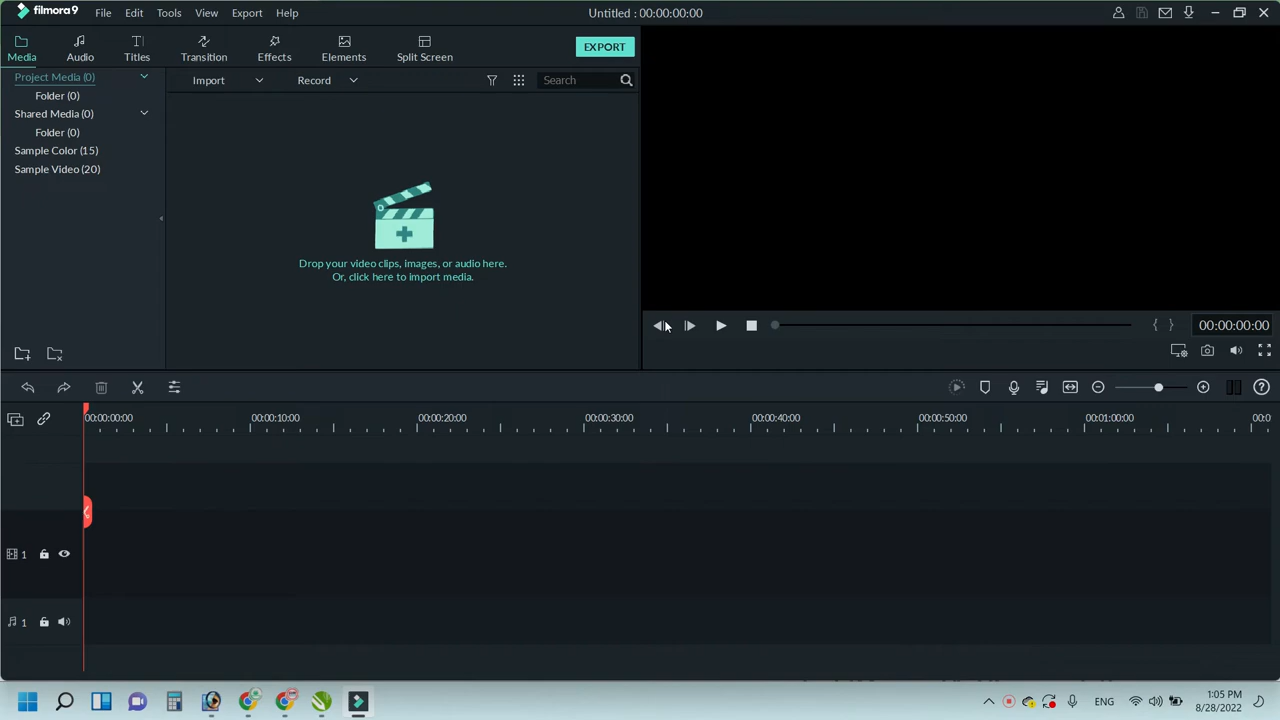 filmora9 File Edit Tools View Export Help Untitled : 00:00:00:00
Media Audio Titles Transition Effects Elements Split Screen EXPORT
Project Media (0)
Folder (0)
Shared Media (0)
Folder (0)
Sample Color (15)
Sample Video (20)
Import Record Search
Drop your video clips, images, or audio here.
Or, click here to import media.
{ } 00:00:00:00
00:00:00:00 00:00:10:00 00:00:20:00 00:00:30:00 00:00:40:00 00:00:50:00 00:01:00:00 00:0
1
1
ENG 1:05 PM
8/28/2022